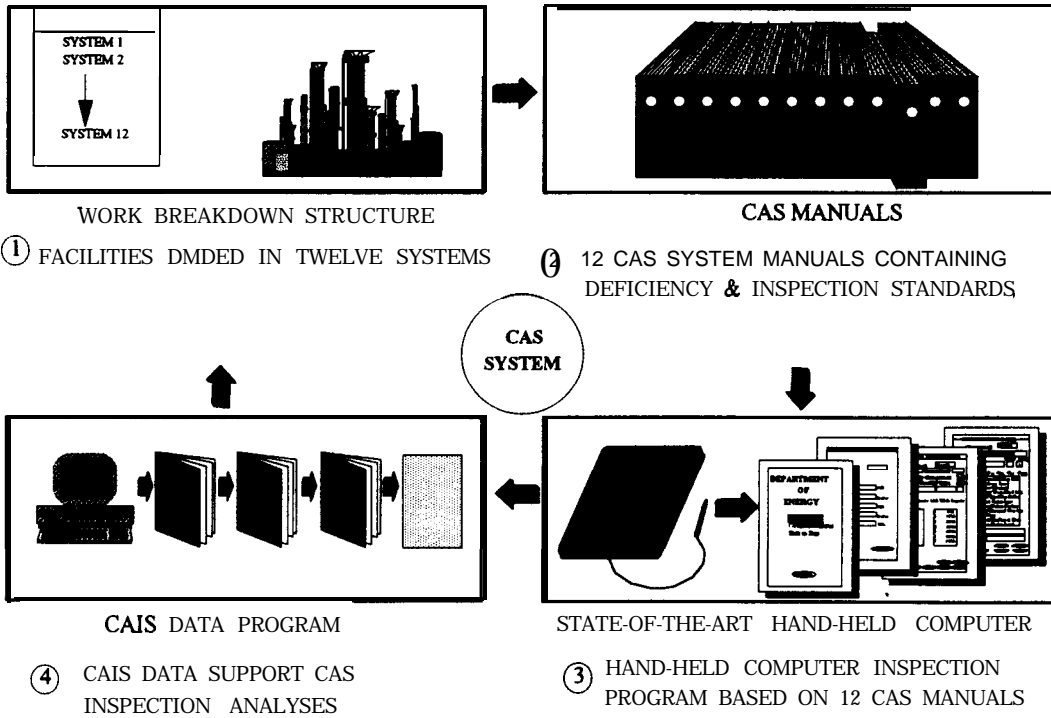 SYSTEM 1
SYSTEM 2
SYSTEM 12
WORK BREAKDOWN STRUCTURE
1 FACILITIES DMDED IN TWELVE SYSTEMS
CAS MANUALS
2 12 CAS SYSTEM MANUALS CONTAINING
DEFICIENCY & INSPECTION STANDARDS
CAS
SYSTEM
DEPARTMENT
OF
ENERGY
STATE-OF-THE-ART HAND-HELD COMPUTER
3 HAND-HELD COMPUTER INSPECTION
PROGRAM BASED ON 12 CAS MANUALS
CAIS DATA PROGRAM
4 CAIS DATA SUPPORT CAS
INSPECTION ANALYSES